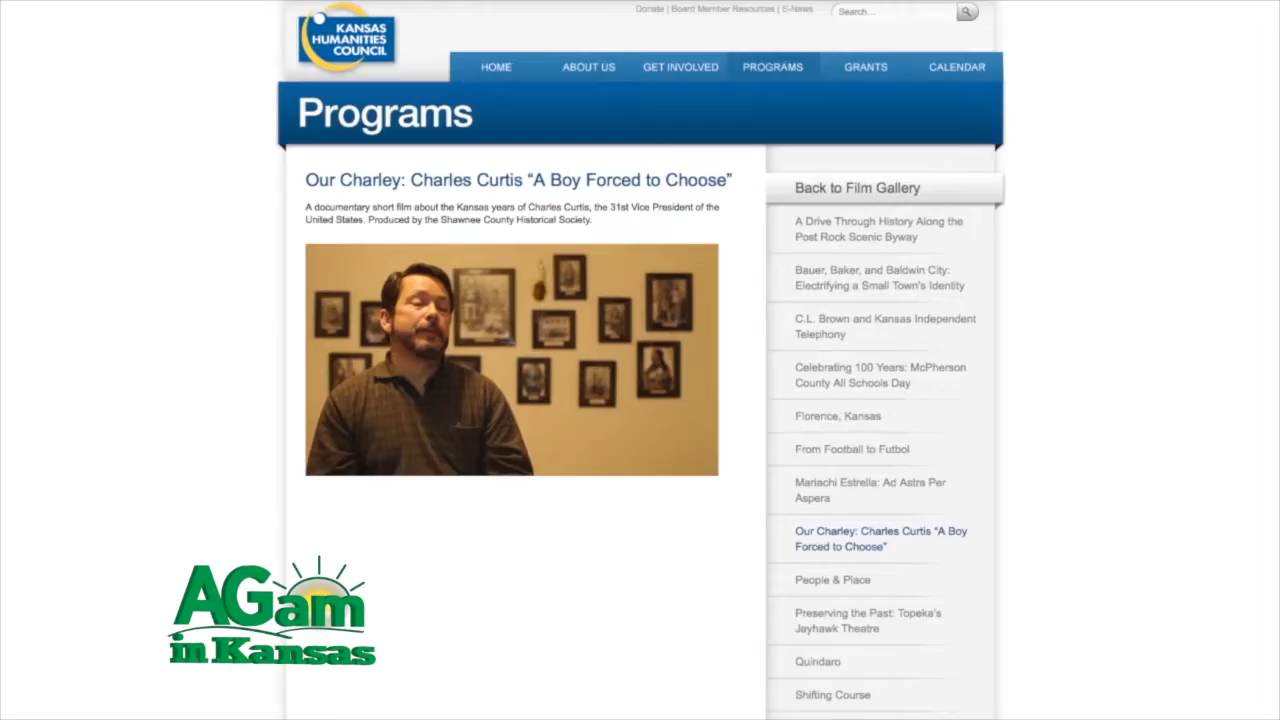 Donate | Board Member Resources | E-News
Search...
KANSAS
HUMANITIES
COUNCIL
HOME
ABOUT US
GET INVOLVED
PROGRAMS
GRANTS
CALENDAR
Programs
Our Charley: Charles Curtis “A Boy Forced to Choose”
A documentary short film about the Kansas years of Charles Curtis, the 31st Vice President of the
United States. Produced by the Shawnee County Historical Society.
Back to Film Gallery
A Drive Through History Along the
Post Rock Scenic Byway
Bauer, Baker, and Baldwin City:
Electrifying a Small Town's Identity
C.L. Brown and Kansas Independent
Telephony
Celebrating 100 Years: McPherson
County All Schools Day
Florence, Kansas
From Football to Futbol
Mariachi Estrella: Ad Astra Per
Aspera
Our Charley: Charles Curtis “A Boy
Forced to Choose”
People & Place
Preserving the Past: Topeka's
Jayhawk Theatre
Quindaro
Shifting Course
AGam
in Kansas